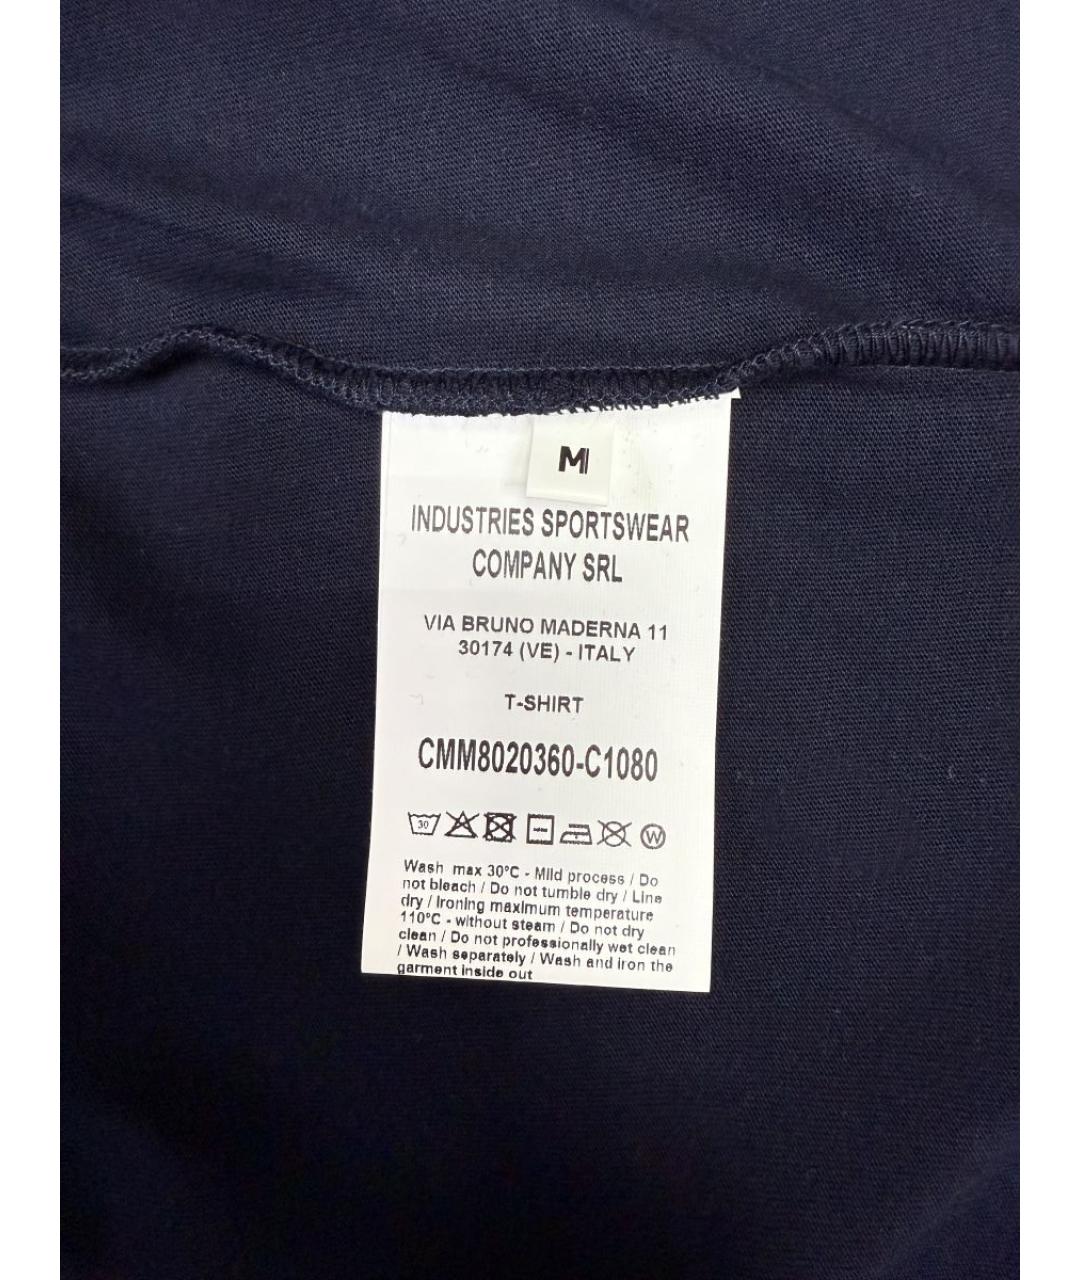 M
INDUSTRIES SPORTSWEAR
COMPANY SRL
VIA BRUNO MADERNA 11
30174 (VE) - ITALY
T-SHIRT
CMM8020360-C1080
30
W
Wash max 30°C - Mild process / Do
not bleach / Do not tumble dry / Line
dry / Ironing maximum temperature
110°C - without steam / Do not dry
clean / Do not professionally wet clean
/ Wash separately / Wash and iron the
garment inside out